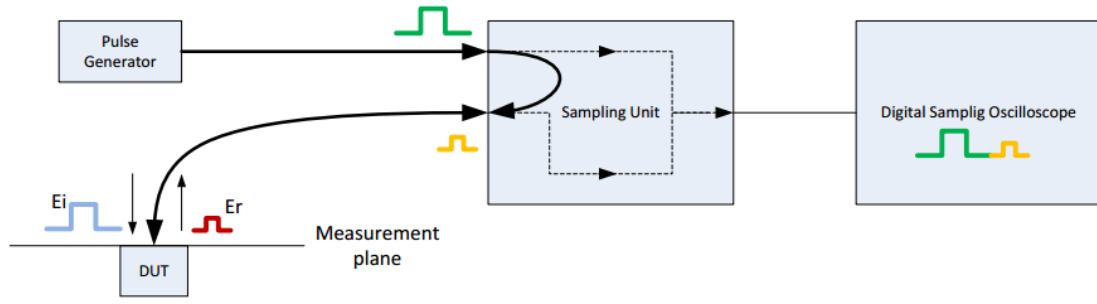 Pulse
Generator
Sampling Unit
Digital Samplig Oscilloscope
Ei
Er
Measurement
plane
DUT